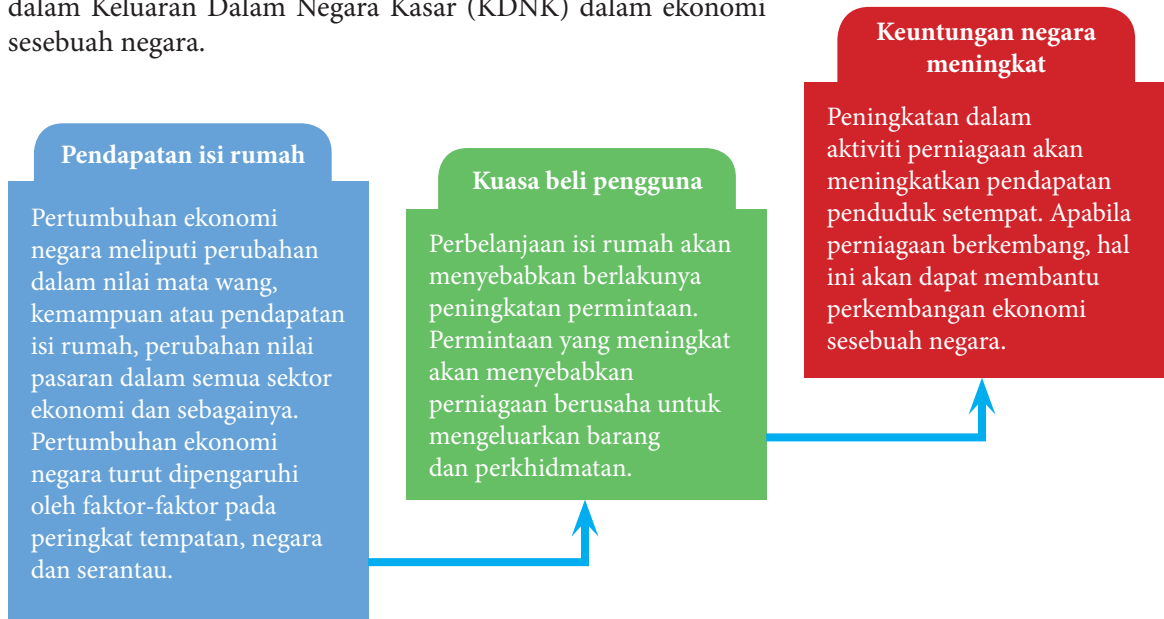 dalam Keluaran Dalam Negara Kasar (KDNK) dalam ekonomi
sesebuah negara.
Pendapatan isi rumah
Pertumbuhan ekonomi
negara meliputi perubahan
dalam nilai mata wang,
kemampuan atau pendapatan
isi rumah, perubahan nilai
pasaran dalam semua sektor
ekonomi dan sebagainya.
Pertumbuhan ekonomi
negara turut dipengaruhi
oleh faktor-faktor pada
peringkat tempatan, negara
dan serantau.
Kuasa beli pengguna
Perbelanjaan isi rumah akan
menyebabkan berlakunya
peningkatan permintaan.
Permintaan yang meningkat
akan menyebabkan
perniagaan berusaha untuk
mengeluarkan barang
dan perkhidmatan.
Keuntungan negara
meningkat
Peningkatan dalam
aktiviti perniagaan akan
meningkatkan pendapatan
penduduk setempat. Apabila
perniagaan berkembang, hal
ini akan dapat membantu
perkembangan ekonomi
sesebuah negara.